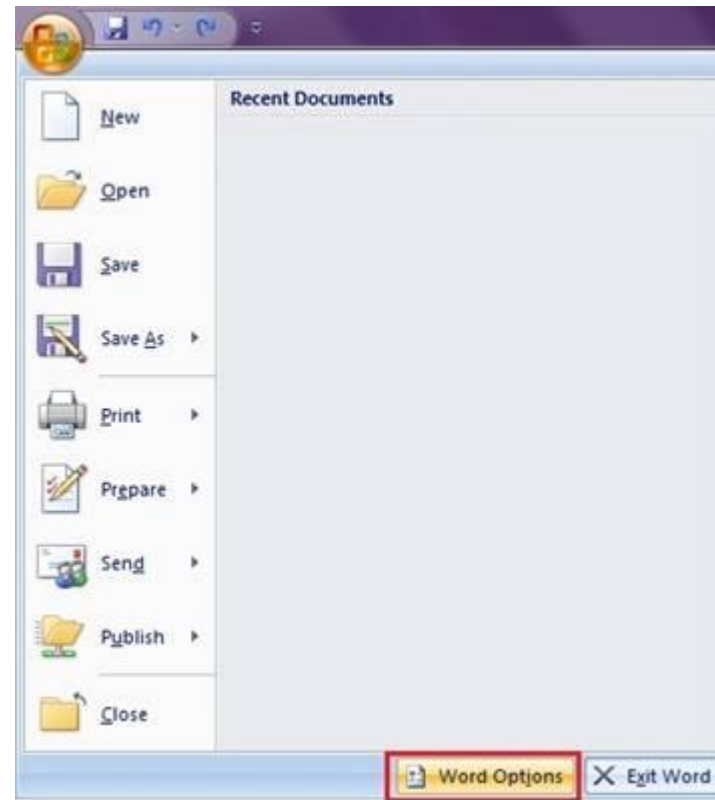 Recent Documents
New
Open
Save
Save As
Print
Prepare
Send
Publish
Close
Word Options
Exit Word